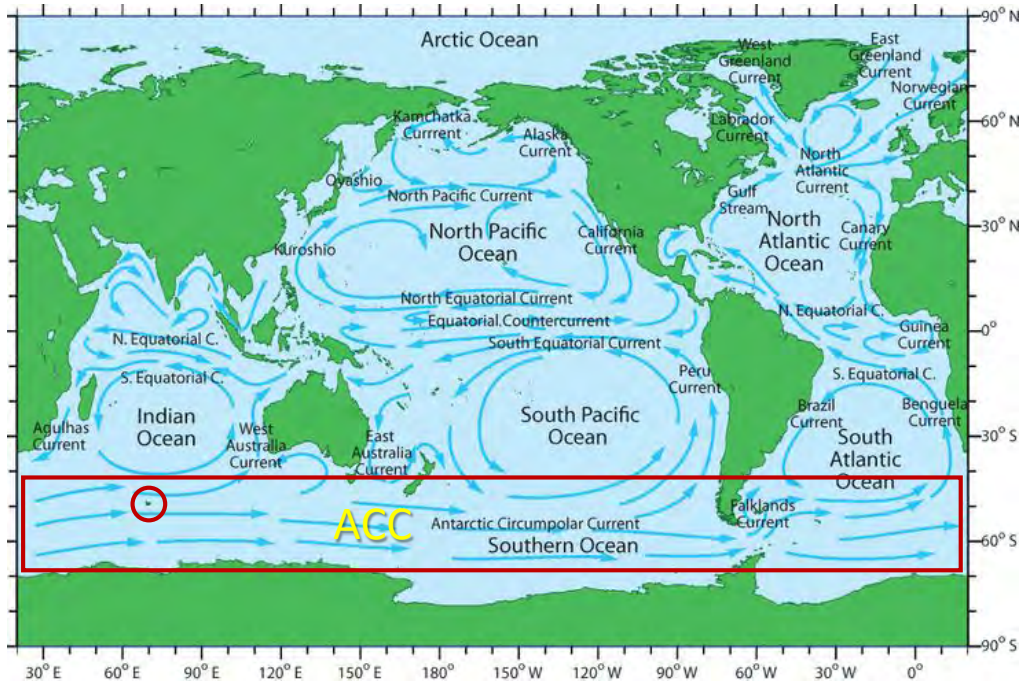 90° N
Arctic Ocean
West
Greenland
Current
East
Greenland
Current
Norwegian
Current
Kamchatka
Currrent
Alaska
Current
Labrador
Current
60° N
North
Atlantic
Current
Oyashio
North Pacific Current
Gulf
Stream
North Pacific
Ocean
California
Current
North
Atlantic
Ocean
Canary
Current
30° N
Kuroshio
North Equatorial Current
Equatorial Countercurrent
South Equatorial Current
N. Equatorial C.
N. Equatorial C.
Guinea
Current
0°
S. Equatorial C.
Peru
Current
S. Equatorial C.
Agulhas
Current
Indian
Ocean
West
Australia
Current
East
Australia
Current
South Pacific
Ocean
Brazil
Current
Benguela
Current
30° S
South
Atlantic
Ocean
ACC
Antarctic Circumpolar Current
Southern Ocean
Falklands
Current
60° S
90° S
30° E
60° E
90° E
120° E
150° E
180°
150° W
120° W
90° W
60° W
30° W
0°